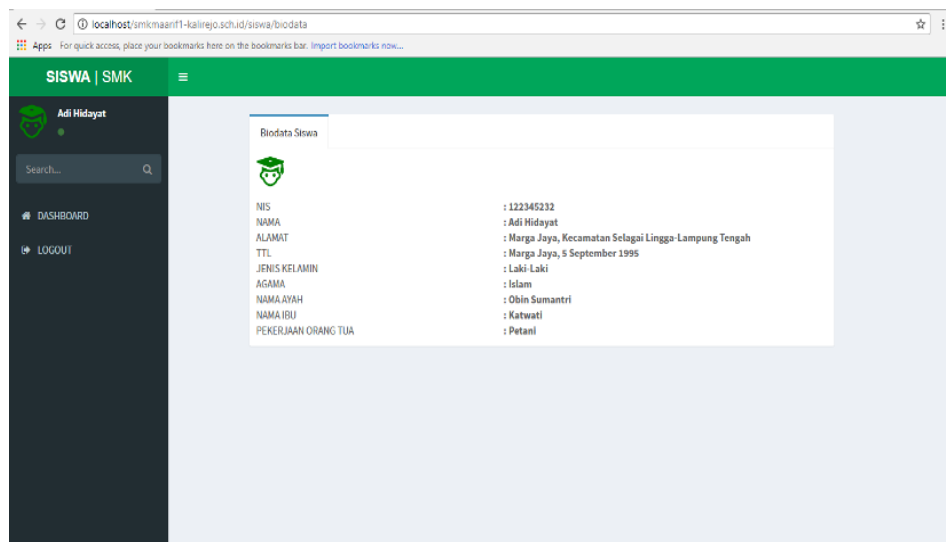 localhost/smkmaarif1-kalirejo.sch.id/siswa/biodata
Apps For quick access, place your bookmarks here on the bookmarks bar. Import bookmarks now...
SISWA | SMK
Adi Hidayat
Search...
DASHBOARD
LOGOUT
Biodata Siswa
NIS : 122345232
NAMA : Adi Hidayat
ALAMAT : Marga Jaya, Kecamatan Selagai Lingga-Lampung Tengah
TTL : Marga Jaya, 5 September 1995
JENIS KELAMIN : Laki-Laki
AGAMA : Islam
NAMA AYAH : Obin Sumantri
NAMA IBU : Katwati
PEKERJAAN ORANG TUA : Petani